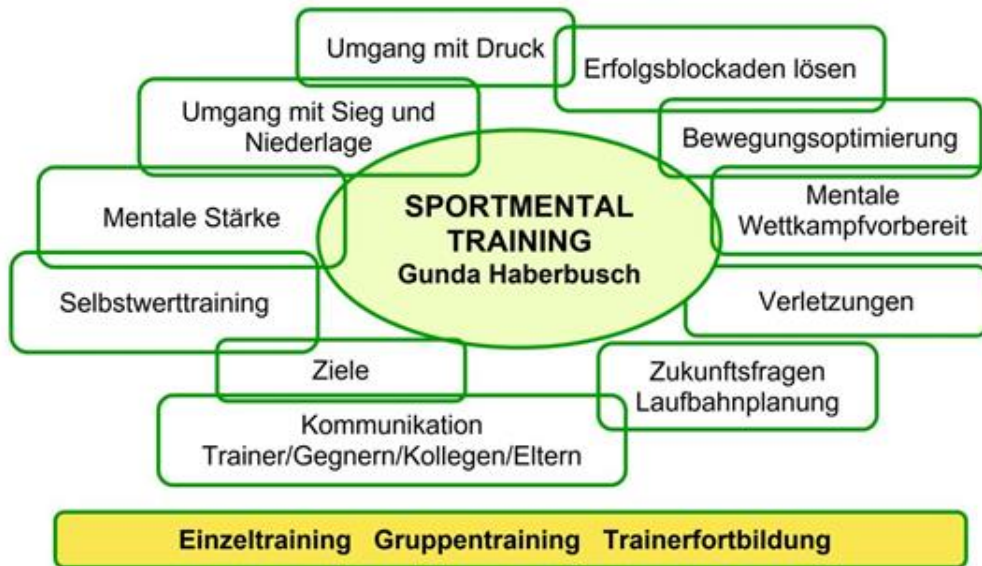 Umgang mit Druck
Erfolgsblockaden lösen
Umgang mit Sieg und
Niederlage
Bewegungsoptimierung
Mentale Stärke
SPORTMENTAL
TRAINING
Gunda Haberbusch
Mentale
Wettkampfvorbereit
Selbstwerttraining
Verletzungen
Ziele
Zukunftsfragen
Laufbahnplanung
Kommunikation
Trainer/Gegnern/Kollegen/Eltern
Einzeltraining Gruppentraining Trainerfortbildung